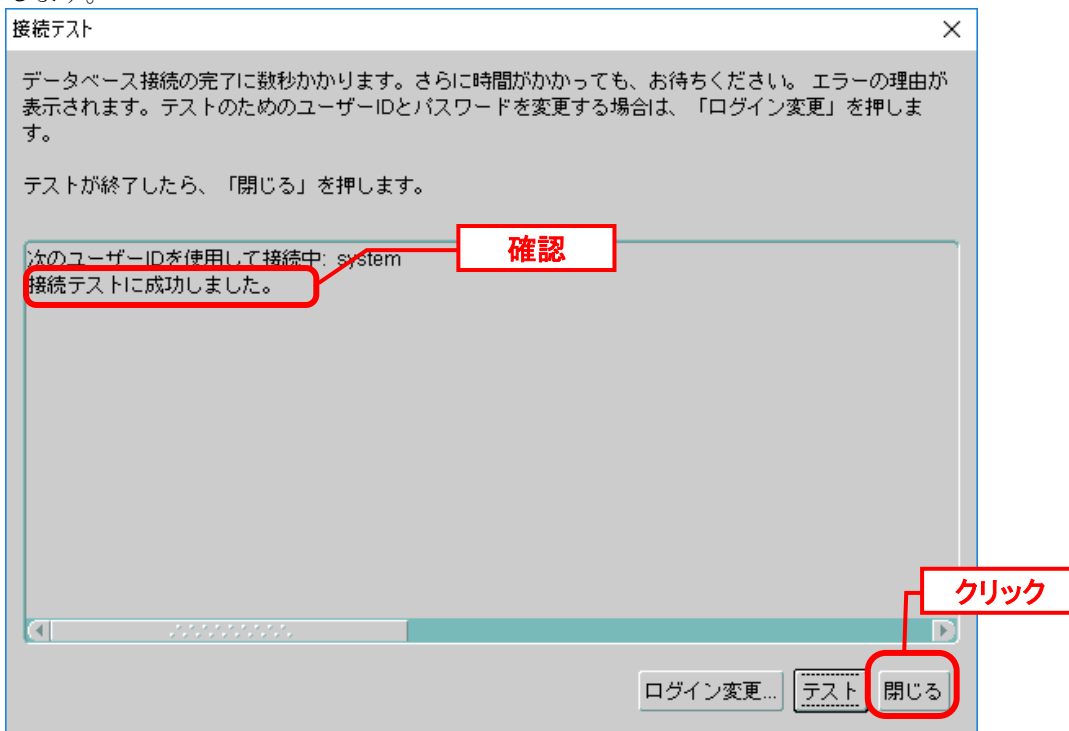 します。
接続テスト
データベース接続の完了に数秒かかります。さらに時間がかかっても、お待ちください。 エラーの理由が
表示されます。テストのためのユーザーIDとパスワードを変更する場合は、「ログイン変更」を押しま
す。
テストが終了したら、「閉じる」を押します。
確認
次のユーザーIDを使用して接続中: system
接続テストに成功しました。
クリック
ログイン変更... テスト 閉じる